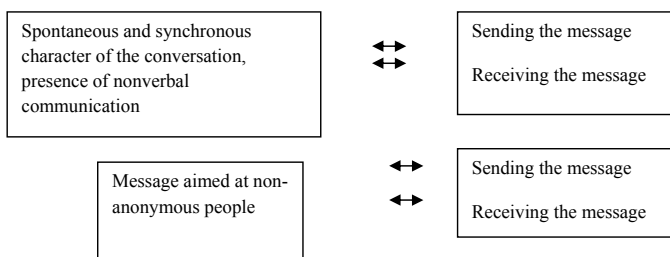 Spontaneous and synchronous
character of the conversation,
presence of nonverbal
communication
Sending the message
Receiving the message
Message aimed at non-
anonymous people
Sending the message
Receiving the message